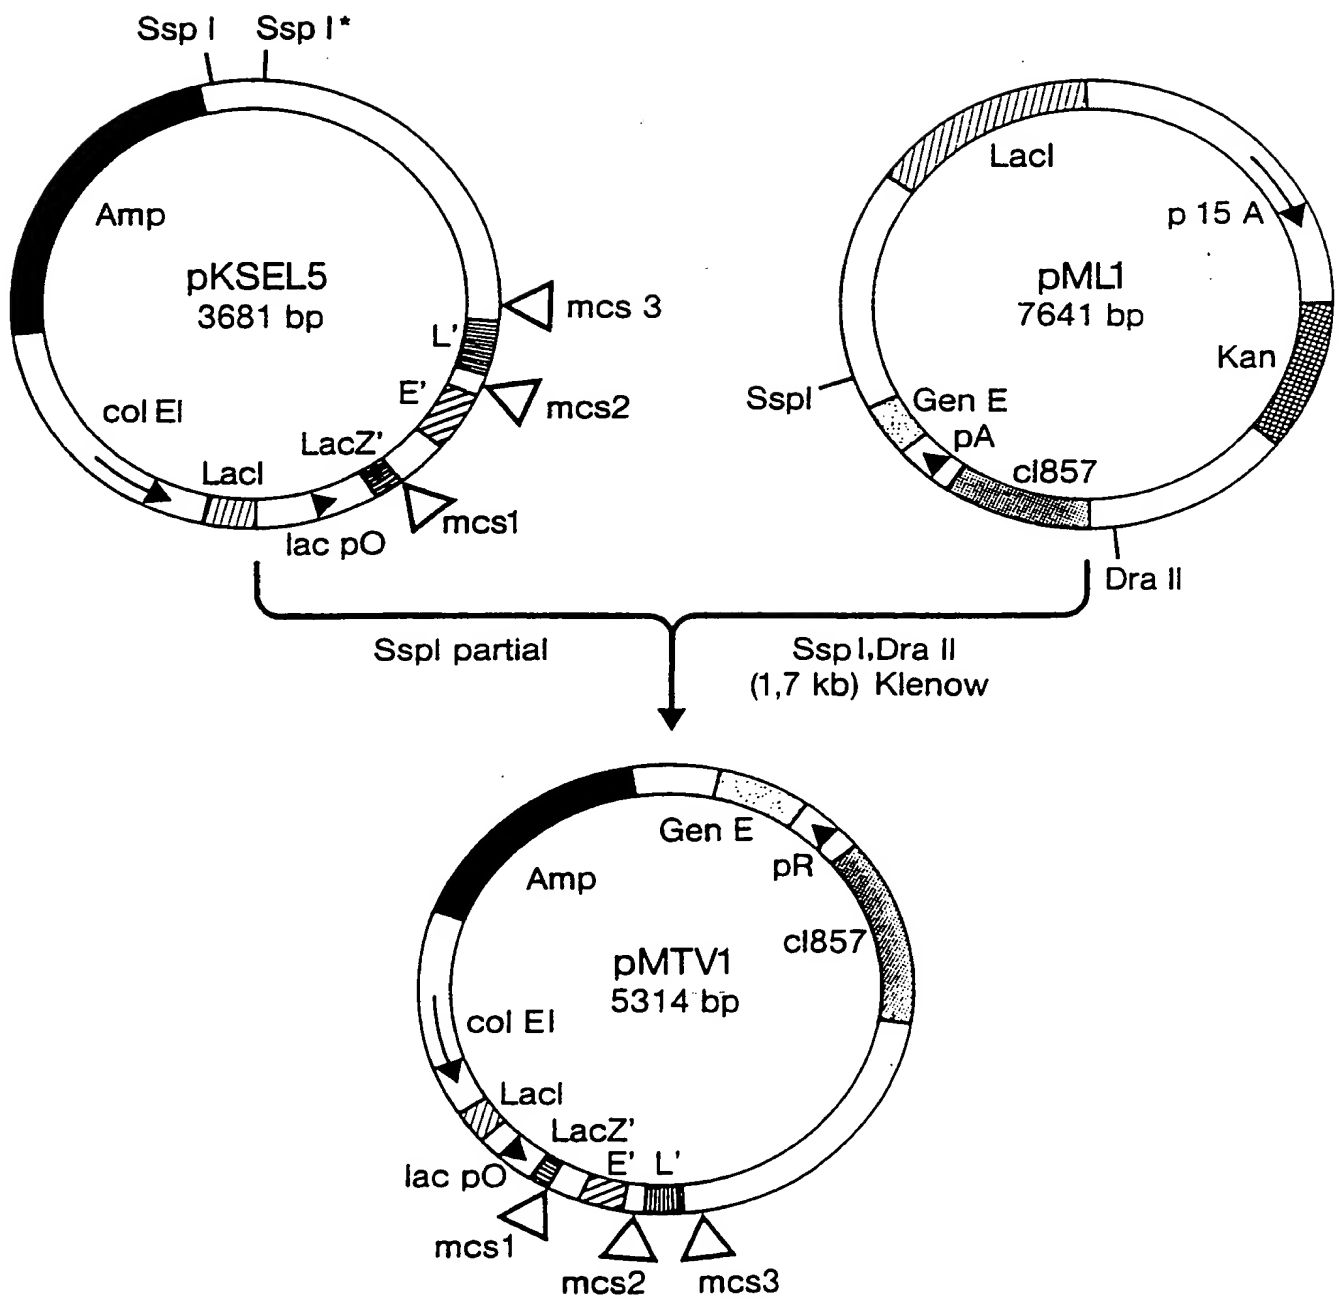 Ssp I
Ssp I*
Amp
pKSEL5
3681 bp
mcs 3
L'
E'
mcs2
col EI
LacZ'
LacI
mcs1
lac pO
LacI
p 15 A
pML1
7641 bp
Kan
SspI
Gen E
pA
cI857
Dra II
SspI partial
Ssp I, Dra II
(1,7 kb) Klenow
Gen E
pR
Amp
cI857
pMTV1
5314 bp
col EI
LacI
LacZ'
E' L'
lac pO
mcs1
mcs2
mcs3